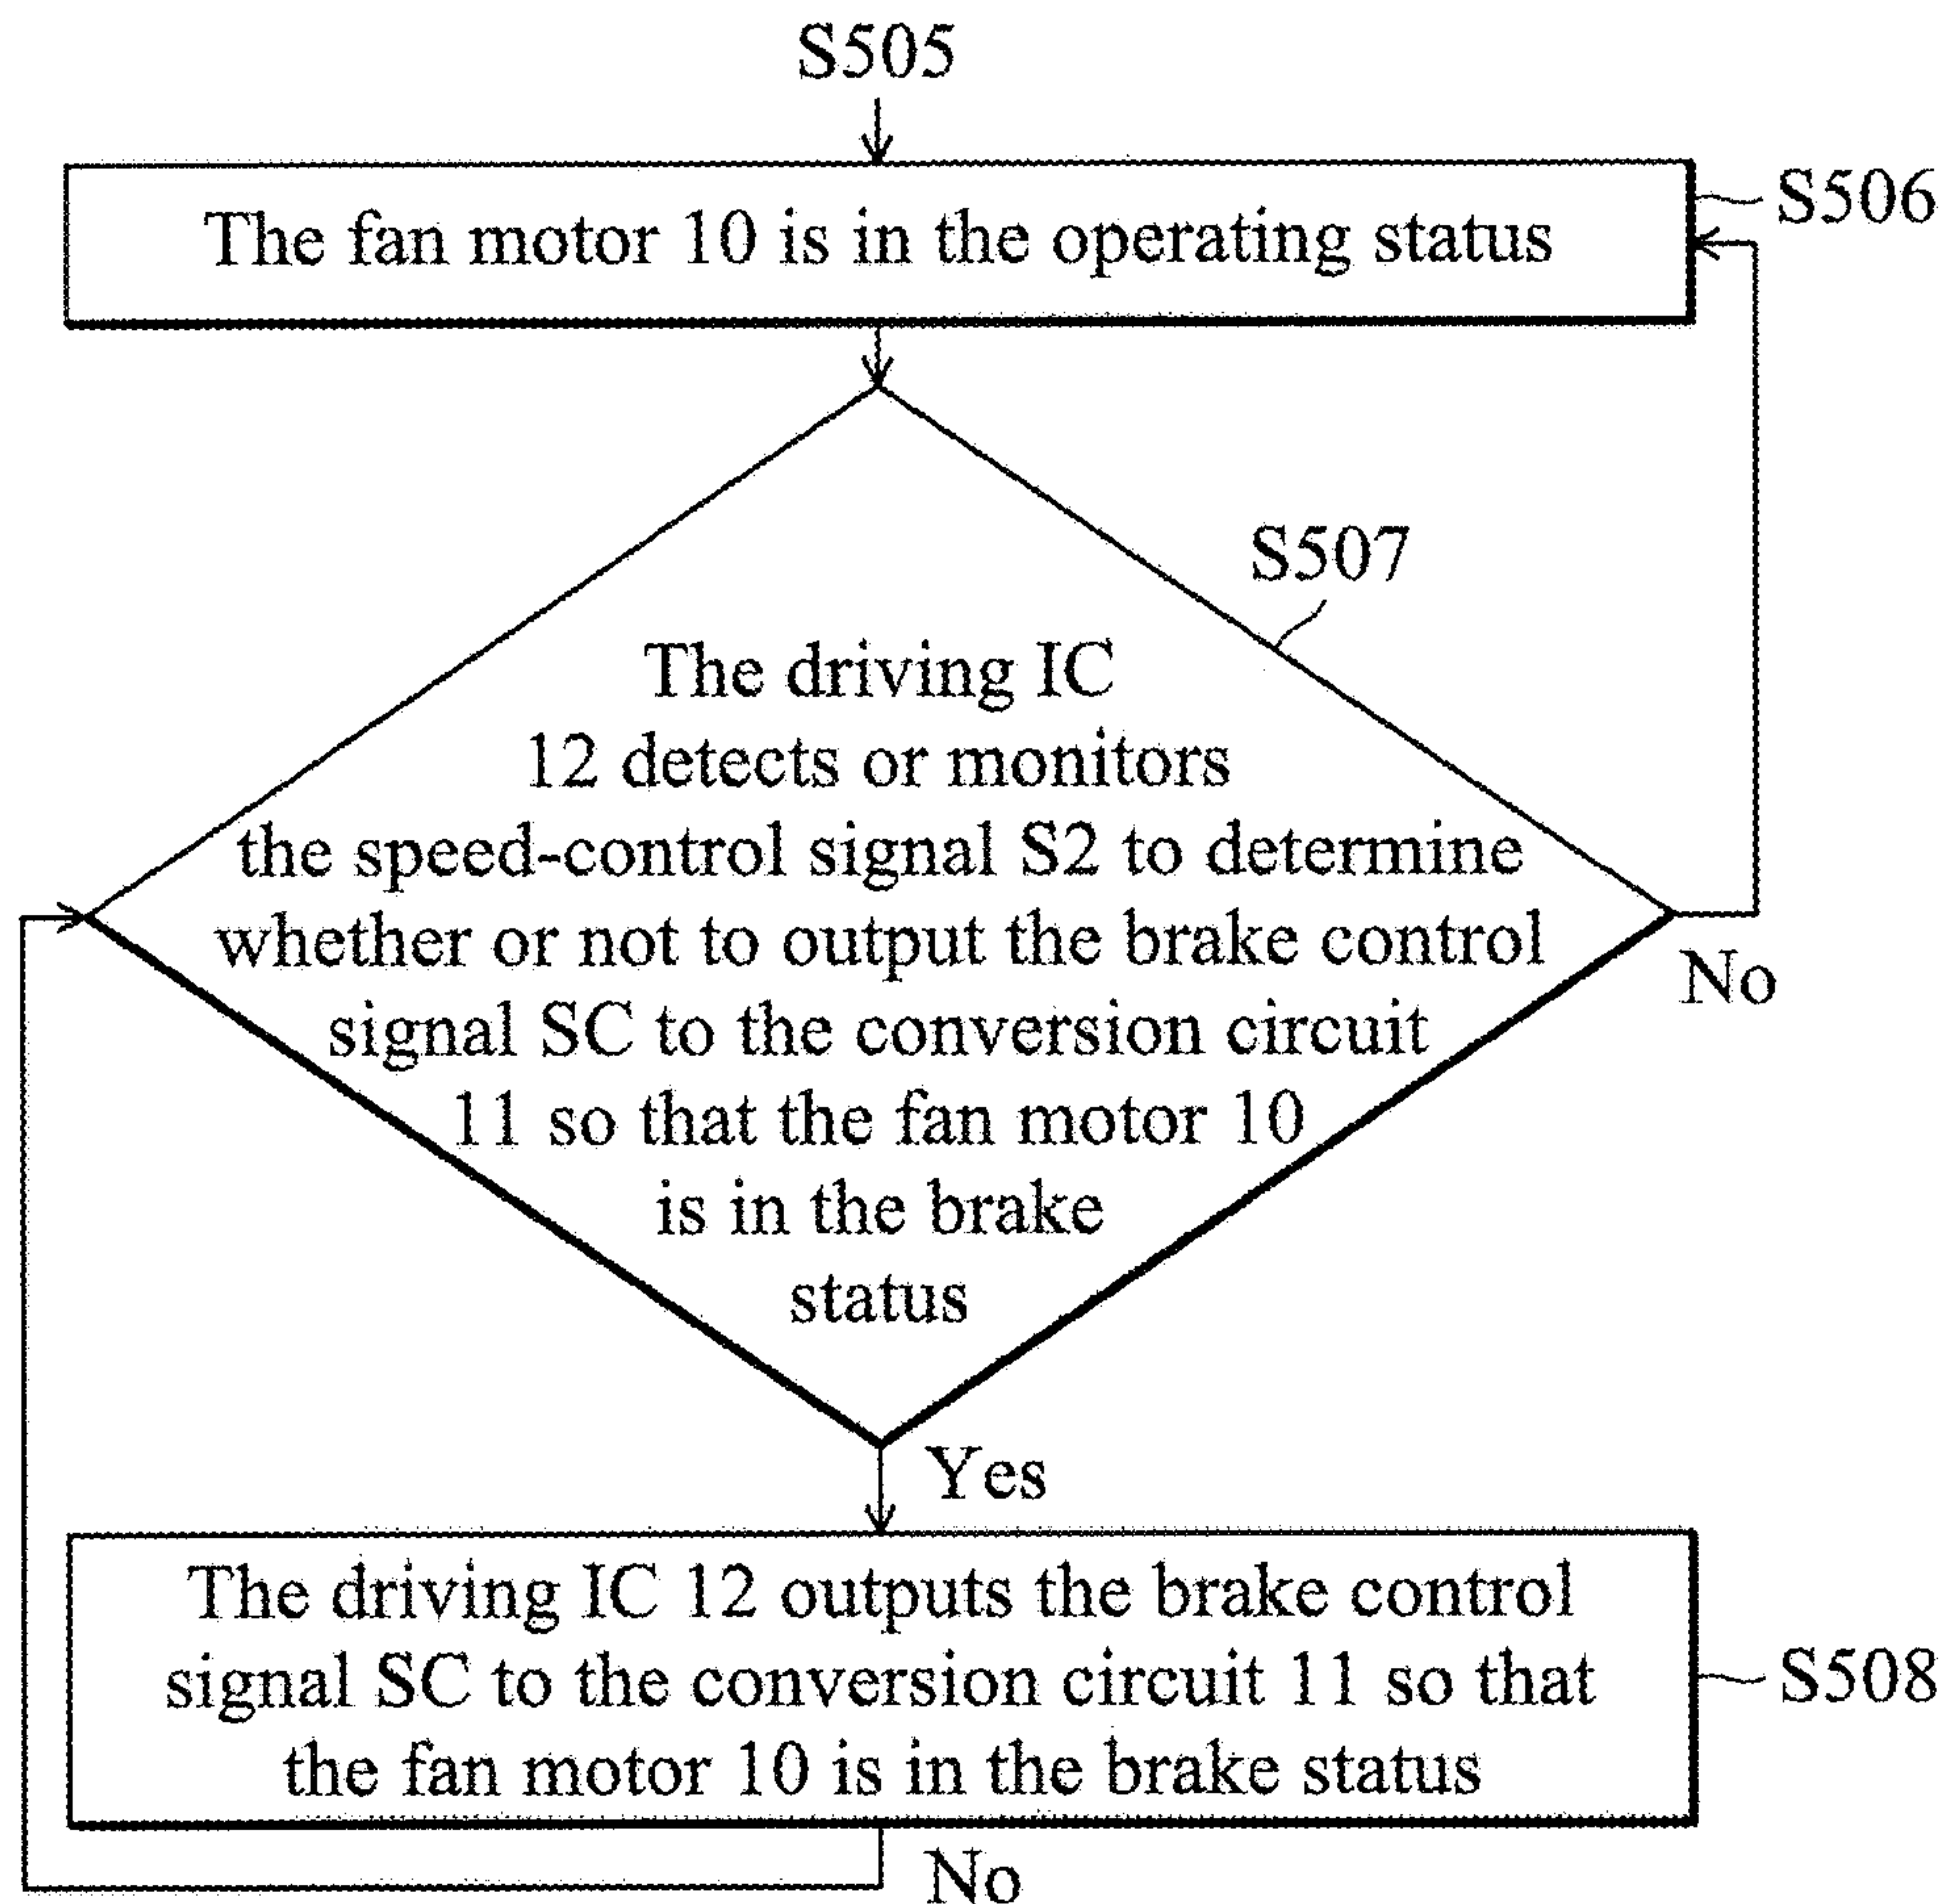 S505
The fan motor 10 is in the operating status
S506
S507
The driving IC
12 detects or monitors
the speed-control signal S2 to determine
whether or not to output the brake control
signal SC to the conversion circuit
11 so that the fan motor 10
is in the brake
status
No
Yes
The driving IC 12 outputs the brake control
signal SC to the conversion circuit 11 so that
the fan motor 10 is in the brake status
S508
No